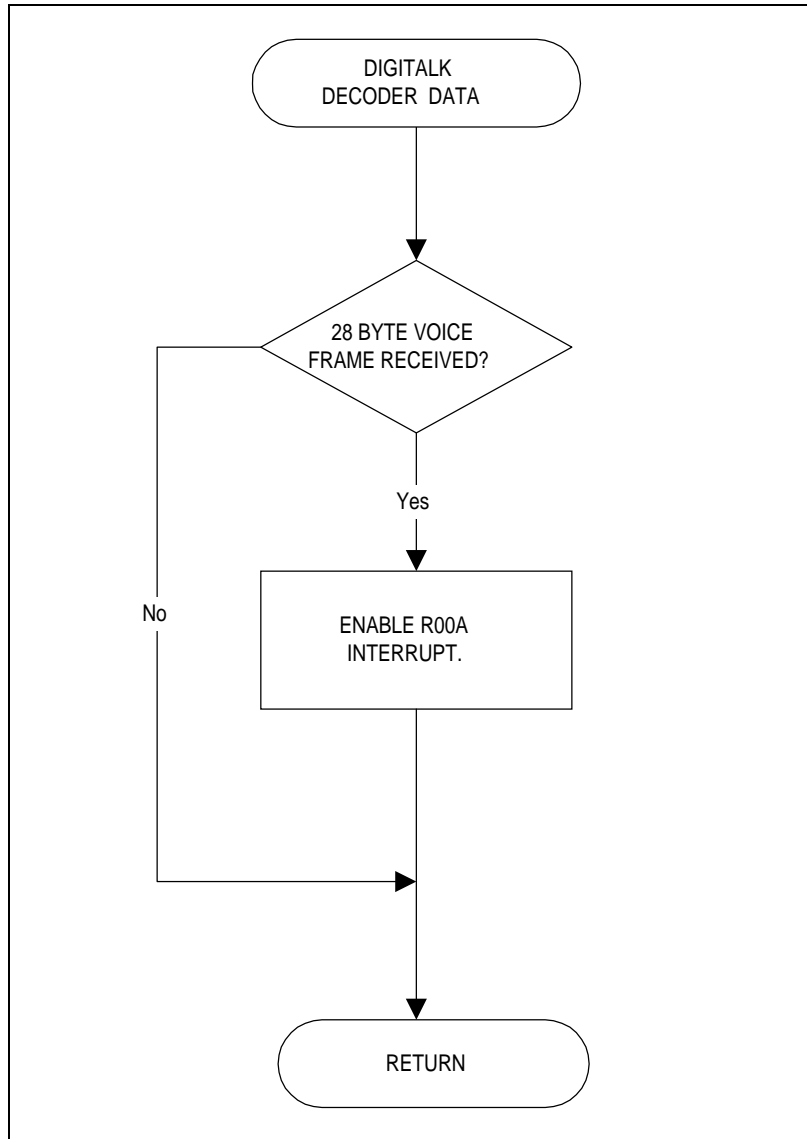 DIGITALK
DECODER DATA
28 BYTE VOICE
FRAME RECEIVED?
Yes
No
ENABLE R00A
INTERRUPT.
RETURN